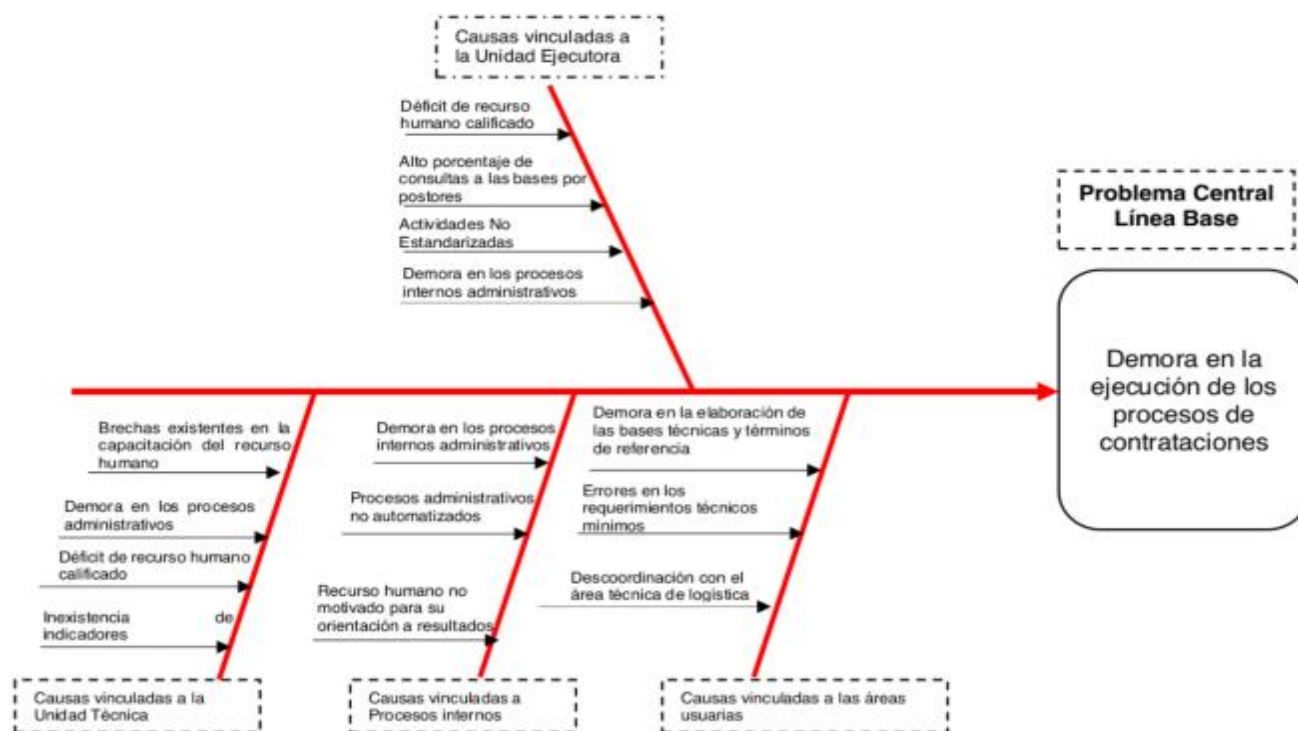 Causas vinculadas a
la Unidad Ejecutora
Déficit de recurso
humano calificado
Alto porcentaje de
consultas a las bases por
postores
Actividades No
Estandarizadas
Demora en los procesos
internos administrativos
Problema Central
Línea Base
Demora en la
ejecución de los
procesos de
contrataciones
Brechas existentes en la
capacitación del recurso
humano
Demora en los procesos
administrativos
Déficit de recurso humano
calificado
Inexistencia de
indicadores
Causas vinculadas a la
Unidad Técnica
Demora en los procesos
internos administrativos
Procesos administrativos
no automatizados
Recurso humano no
motivado para su
orientación a resultados
Causas vinculadas a
Procesos internos
Demora en la elaboración de
las bases técnicas y términos
de referencia
Errores en los
requerimientos técnicos
mínimos
Descoordinación con el
área técnica de logística
Causas vinculadas a las áreas
usuarias